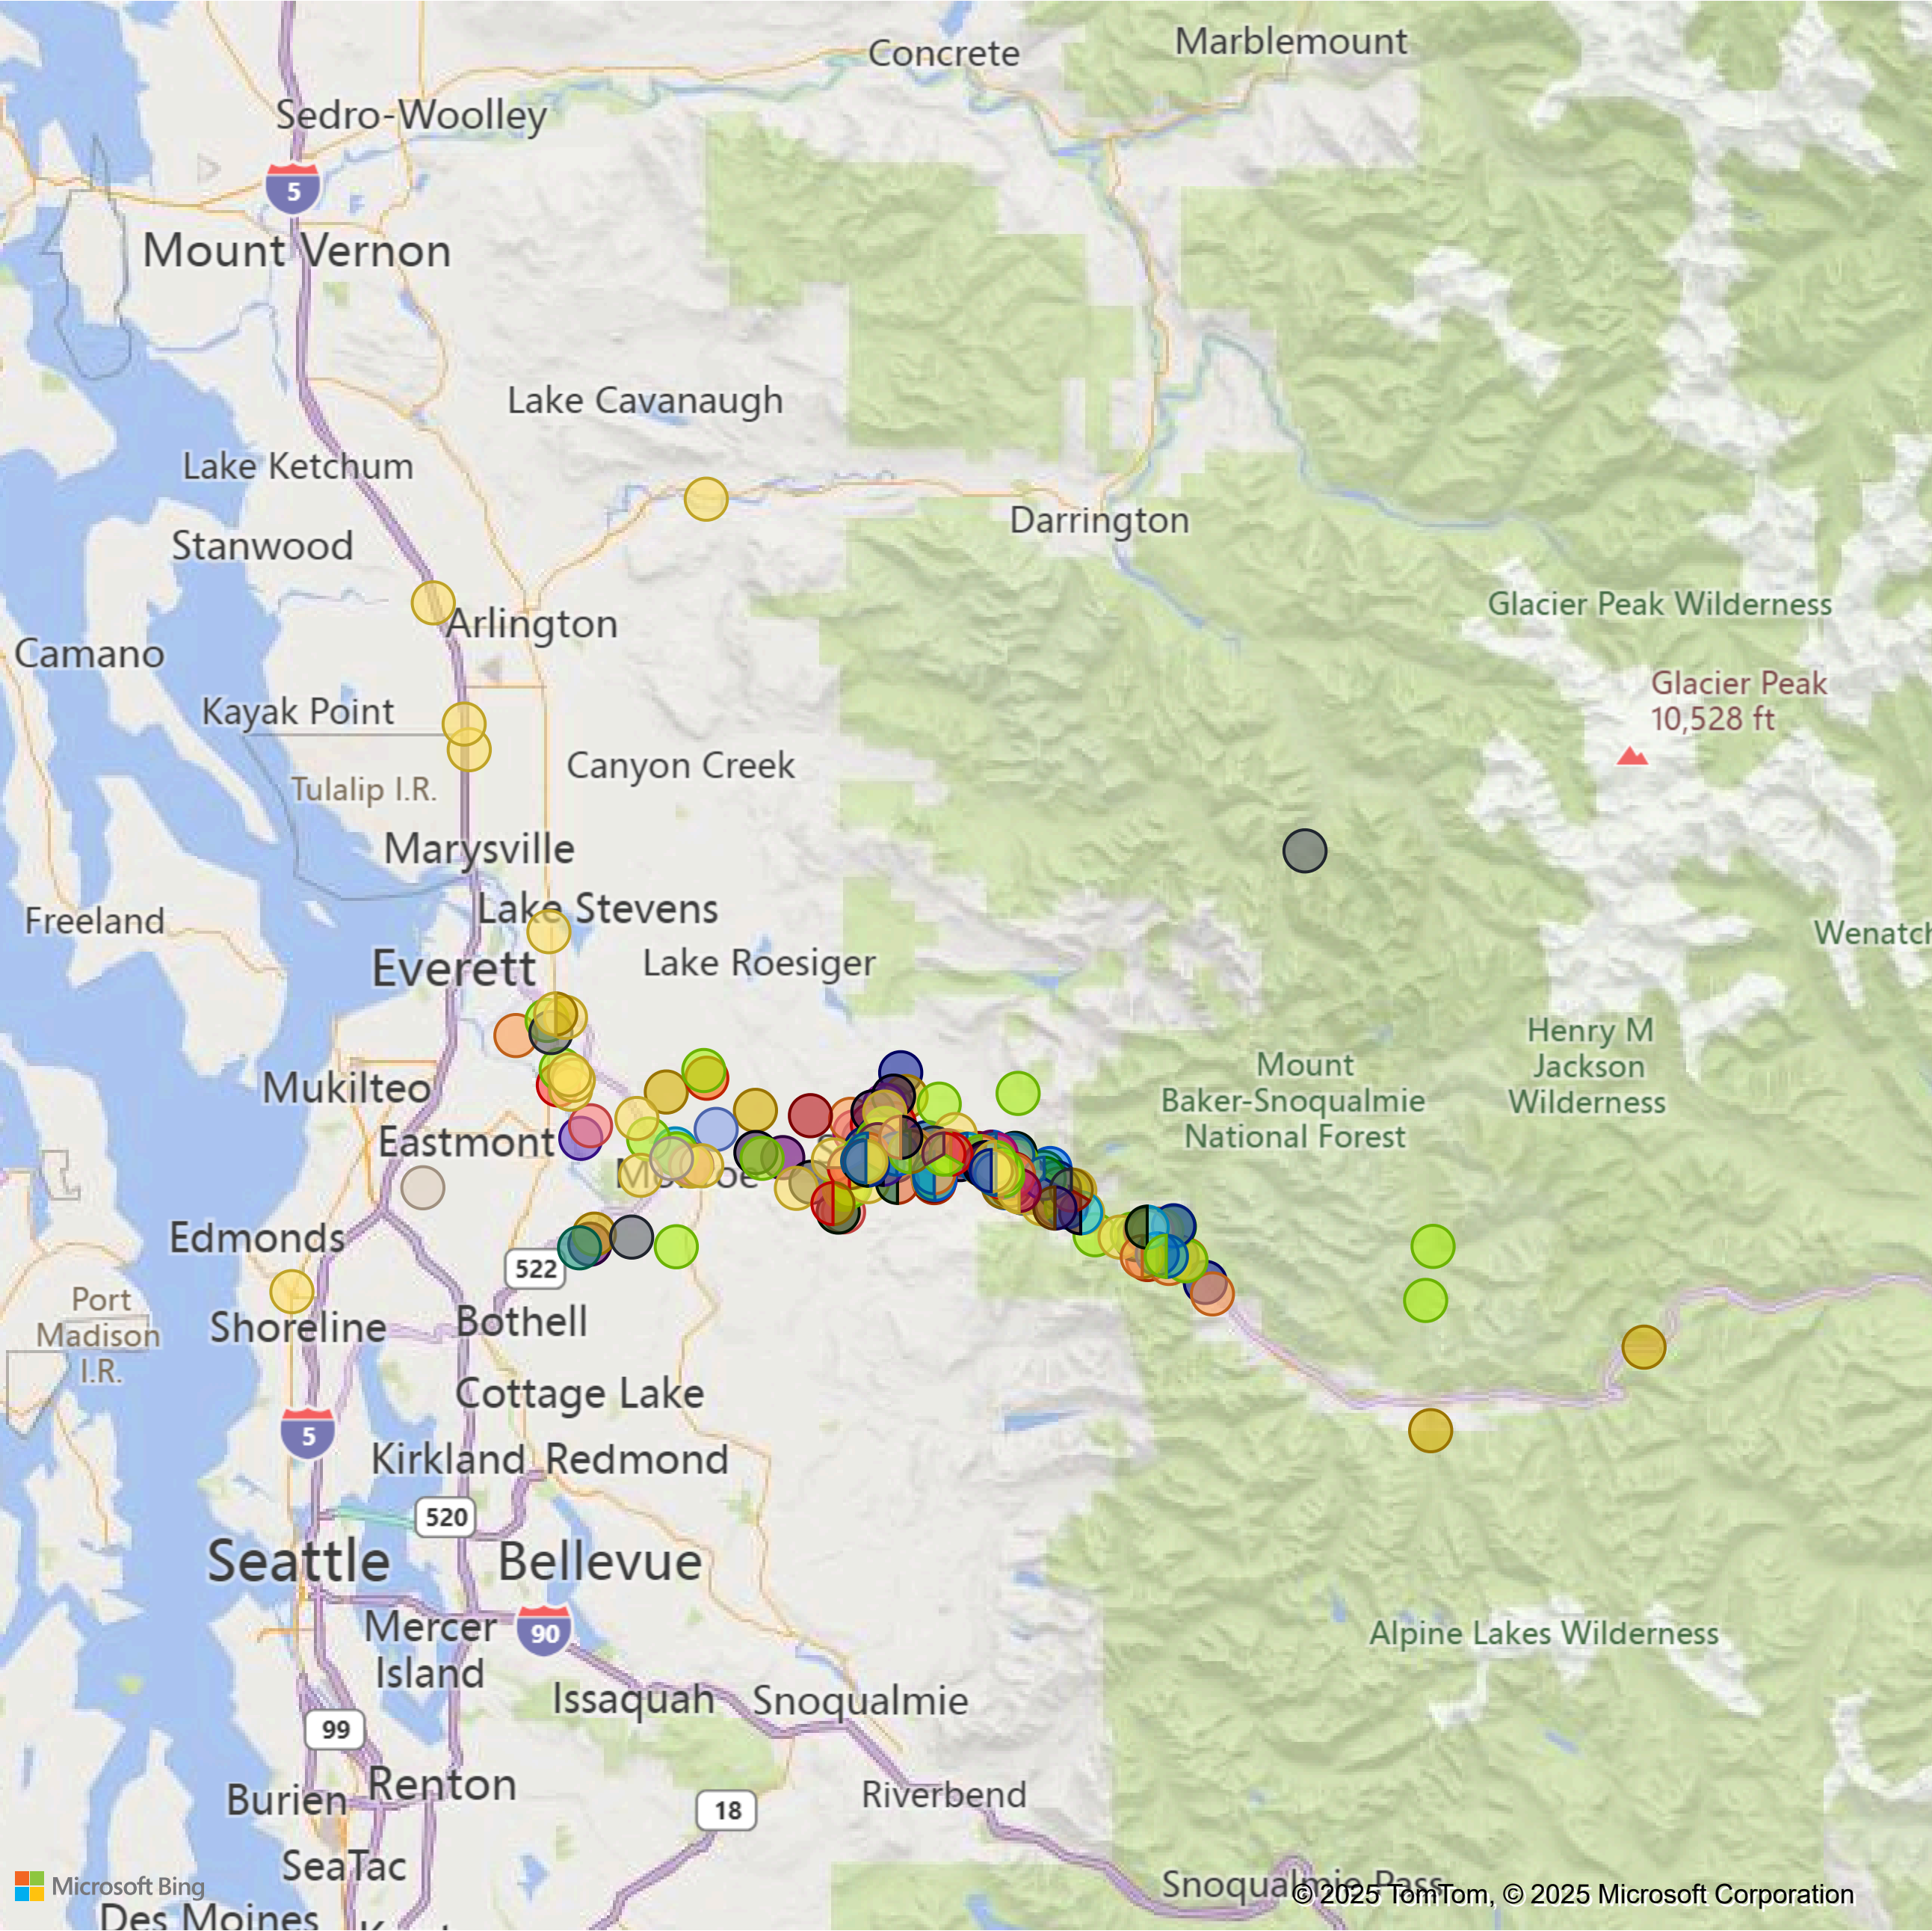 Concrete
Marblemount
Sedro-Woolley
5
Mount Vernon
Lake Cavanaugh
Lake Ketchum
Darrington
Stanwood
Glacier Peak Wilderness
Arlington
Camano
Glacier Peak
10,528 ft
Kayak Point
Canyon Creek
Tulalip I.R.
Marysville
Lake Stevens
Freeland
Wenatch
Everett
Lake Roesiger
Henry M
Jackson
Wilderness
Mount
Baker-Snoqualmie
National Forest
Mukilteo
Eastmont
Edmonds
522
Port
Madison
I.R.
Shoreline
Bothell
Cottage Lake
5
Kirkland
Redmond
520
Seattle
Bellevue
Mercer
Island
90
Alpine Lakes Wilderness
Issaquah
Snoqualmie
99
Renton
Burien
18
Riverbend
SeaTac
Microsoft Bing
Snoqualmie Pass
© 2025 TomTom, © 2025 Microsoft Corporation
Des Moines